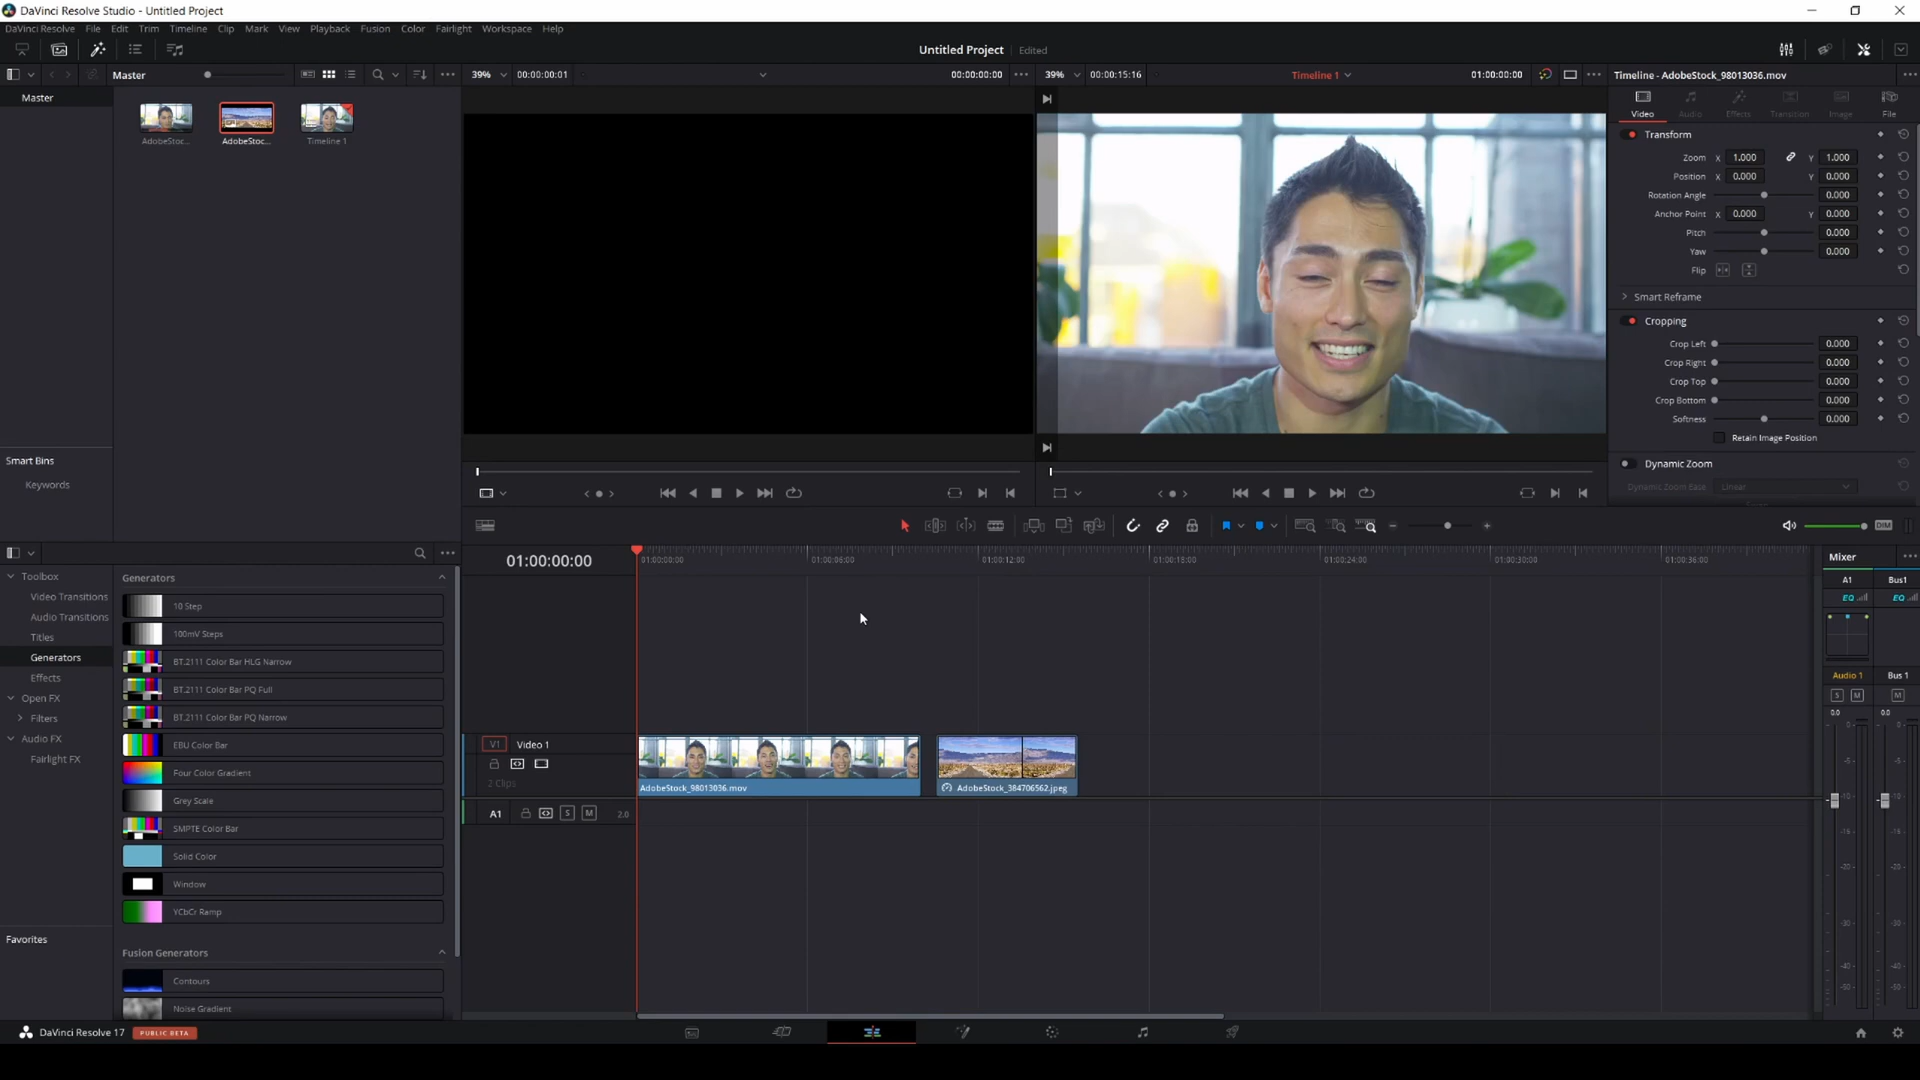 DaVinci Resolve Studio - Untitled Project
DaVinci Resolve File Edit Trim Timeline Clip Mark View Playback Fusion Color Fairlight Workspace Help
Untitled Project Edited
Master
39% 00:00:00:01 00:00:00:00
39% 00:00:15:16 Timeline 1 01:00:00:00
Timeline - AdobeStock_98013036.mov
Master
AdobeStoc... AdobeStoc... Timeline 1
Video Audio Effects Transition Image File
Transform
Zoom X 1.000 Y 1.000
Position X 0.000 Y 0.000
Rotation Angle 0.000
Anchor Point X 0.000 Y 0.000
Pitch 0.000
Yaw 0.000
Flip
Smart Reframe
Cropping
Crop Left 0.000
Crop Right 0.000
Crop Top 0.000
Crop Bottom 0.000
Softness 0.000
Retain Image Position
Dynamic Zoom
Dynamic Zoom Ease Linear
Smart Bins
Keywords
DIM
Toolbox
Video Transitions
Audio Transitions
Titles
Generators
Effects
Open FX
Filters
Audio FX
Fairlight FX
Favorites
Generators
10 Step
100mV Steps
BT.2111 Color Bar HLG Narrow
BT.2111 Color Bar PQ Full
BT.2111 Color Bar PQ Narrow
EBU Color Bar
Four Color Gradient
Grey Scale
SMPTE Color Bar
Solid Color
Window
YCbCr Ramp
Fusion Generators
Contours
Noise Gradient
01:00:00:00
01:00:00:00 01:00:06:00 01:00:12:00 01:00:18:00 01:00:24:00 01:00:30:00 01:00:36:00
V1 Video 1
2 Clips
AdobeStock_98013036.mov AdobeStock_384706562.jpeg
A1 S M 2.0
Mixer
A1 Bus1
EQ EQ
Audio 1 Bus 1
S M M
0.0 0.0
DaVinci Resolve 17 PUBLIC BETA